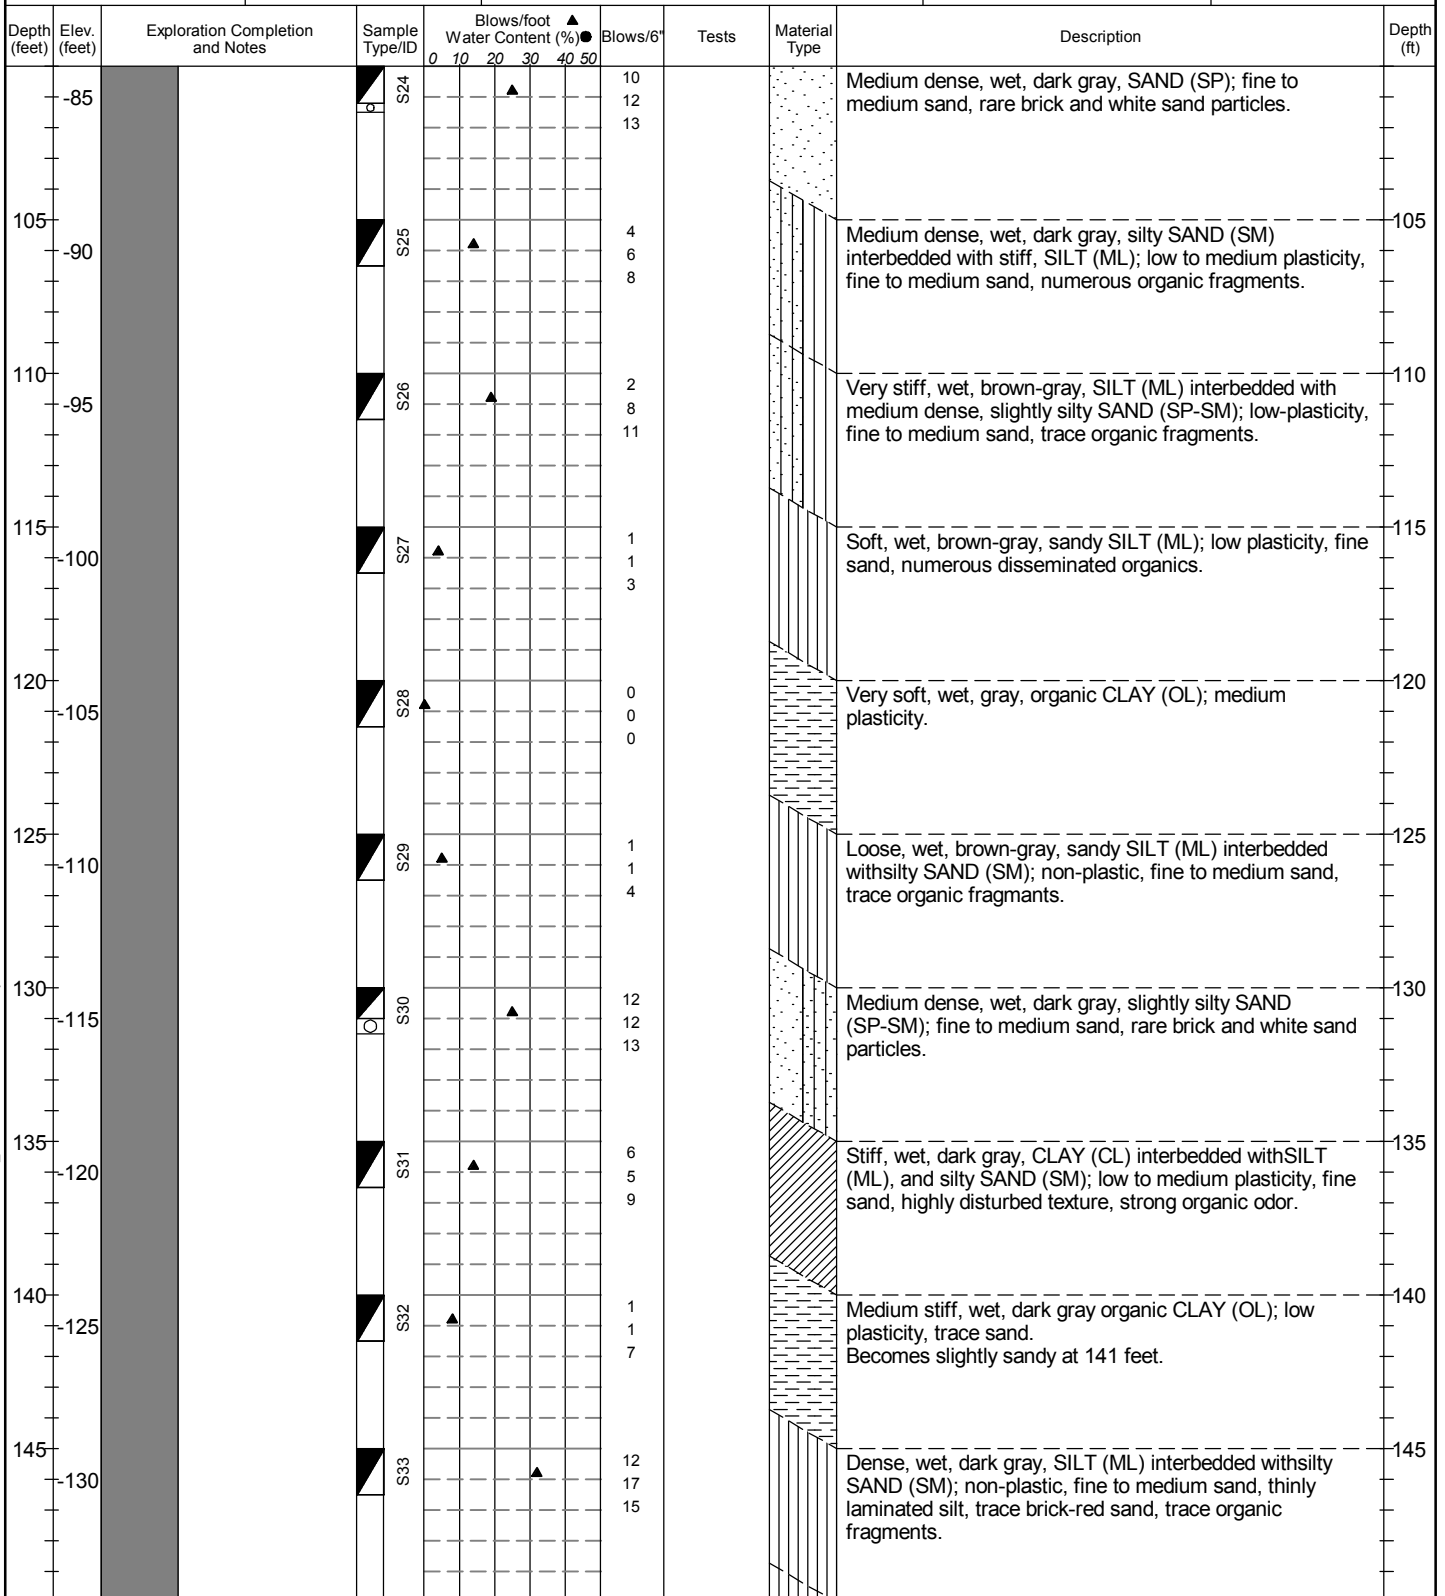 Depth (feet)
Elev. (feet)
Exploration Completion
and Notes
Sample
Type/ID
Blows/foot ▲
Water Content (%)●
0 10 20 30 40 50
Blows/6"
Tests
Material
Type
Description
Depth
(ft)
-85
S24
10
12
13
Medium dense, wet, dark gray, SAND (SP); fine to
medium sand, rare brick and white sand particles.
105
-90
S25
4
6
8
Medium dense, wet, dark gray, silty SAND (SM)
interbedded with stiff, SILT (ML); low to medium plasticity,
fine to medium sand, numerous organic fragments.
105
110
-95
S26
2
8
11
Very stiff, wet, brown-gray, SILT (ML) interbedded with
medium dense, slightly silty SAND (SP-SM); low-plasticity,
fine to medium sand, trace organic fragments.
110
115
-100
S27
1
1
3
Soft, wet, brown-gray, sandy SILT (ML); low plasticity, fine
sand, numerous disseminated organics.
115
120
-105
S28
0
0
0
Very soft, wet, gray, organic CLAY (OL); medium
plasticity.
120
125
-110
S29
1
1
4
Loose, wet, brown-gray, sandy SILT (ML) interbedded
withsilty SAND (SM); non-plastic, fine to medium sand,
trace organic fragmants.
125
130
-115
S30
12
12
13
Medium dense, wet, dark gray, slightly silty SAND
(SP-SM); fine to medium sand, rare brick and white sand
particles.
130
135
-120
S31
6
5
9
Stiff, wet, dark gray, CLAY (CL) interbedded withSILT
(ML), and silty SAND (SM); low to medium plasticity, fine
sand, highly disturbed texture, strong organic odor.
135
140
-125
S32
1
1
7
Medium stiff, wet, dark gray organic CLAY (OL); low
plasticity, trace sand.
Becomes slightly sandy at 141 feet.
140
145
-130
S33
12
17
15
Dense, wet, dark gray, SILT (ML) interbedded withsilty
SAND (SM); non-plastic, fine to medium sand, thinly
laminated silt, trace brick-red sand, trace organic
fragments.
145